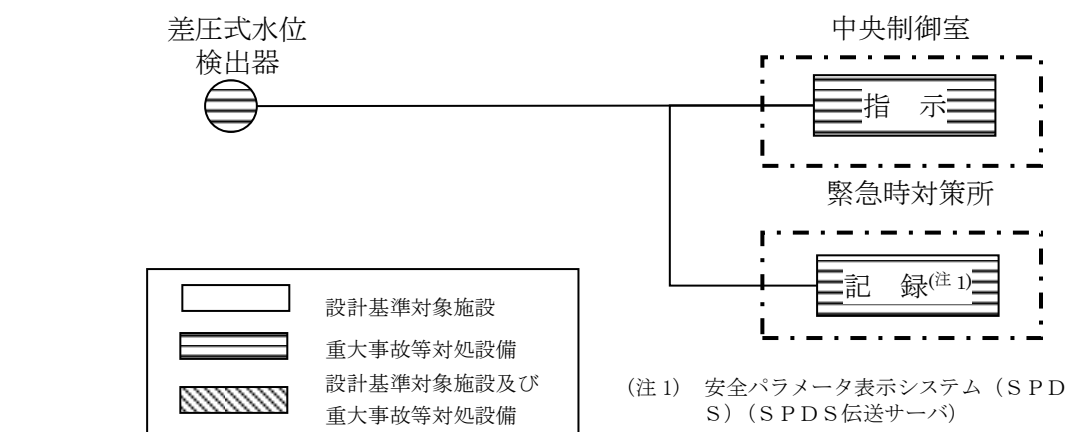 差圧式水位
検出器
中央制御室
指 示
緊急時対策所
記 録(注 1)
設計基準対象施設
重大事故等対処設備
設計基準対象施設及び
重大事故等対処設備
(注 1) 安全パラメータ表示システム(SPD
S)(SPDS伝送サーバ)